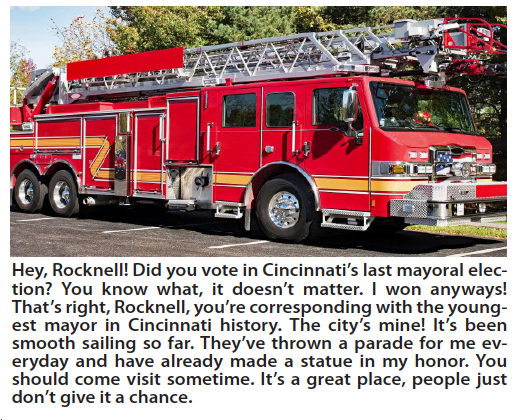 Hey, Rocknell! Did you vote in Cincinnati’s last mayoral elec-
tion? You know what, it doesn’t matter. I won anyways!
That’s right, Rocknell, you’re corresponding with the young-
est mayor in Cincinnati history. The city’s mine! It’s been
smooth sailing so far. They’ve thrown a parade for me ev-
eryday and have already made a statue in my honor. You
should come visit sometime. It’s a great place, people just
don’t give it a chance.